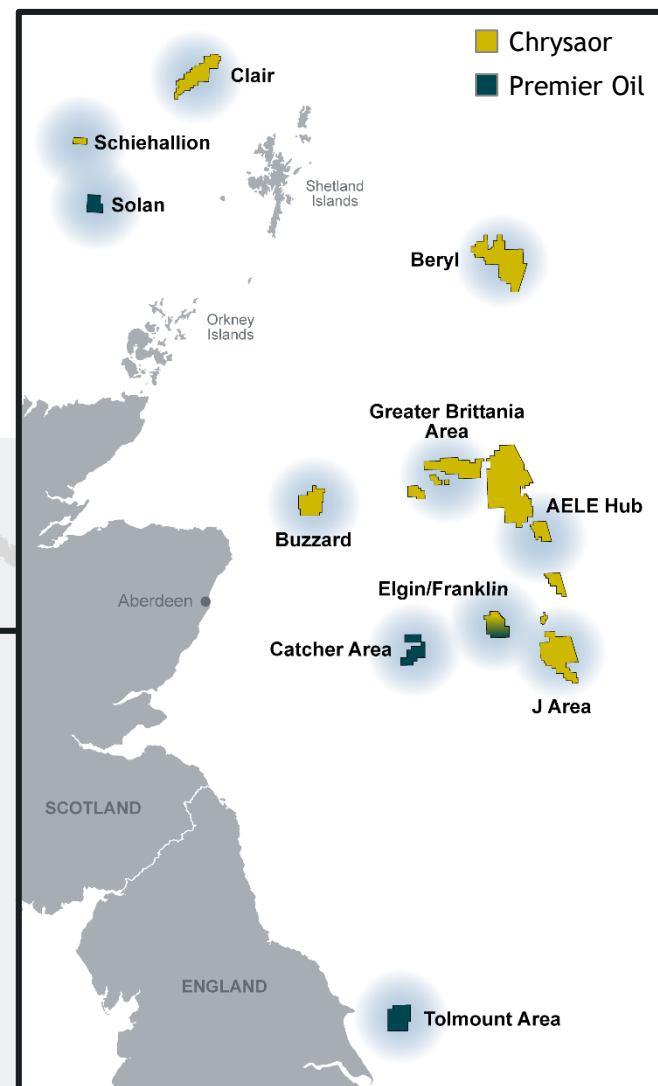 Chrysaor
Premier Oil
Clair
Schiehallion
Shetland
Islands
Solan
Beryl
Orkney
Islands
Greater Brittania
Area
AELE Hub
Buzzard
Elgin/Franklin
Aberdeen
Catcher Area
J Area
SCOTLAND
ENGLAND
Tolmount Area